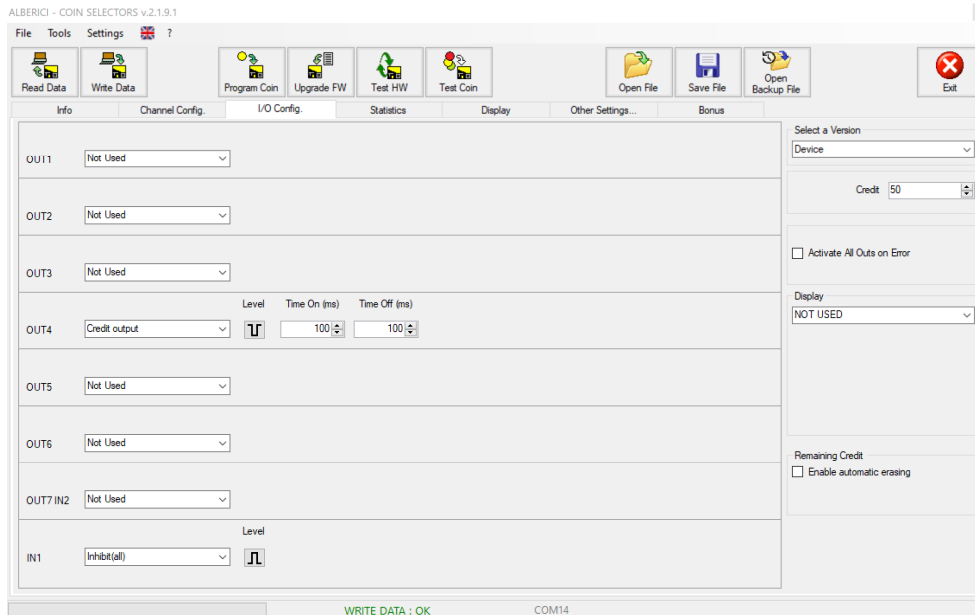 ALBERICI - COIN SELECTORS v.2.1.9.1
File Tools Settings ?
Read Data Write Data Program Coin Upgrade FW Test HW Test Coin Open File Save File Open Backup File Exit
Info Channel Config. I/O Config. Statistics Display Other Settings... Bonus
Select a Version
Device
OUT1 Not Used
Credit 50
OUT2 Not Used
Activate All Outs on Error
OUT3 Not Used
Display
NOT USED
Level Time On (ms) Time Off (ms)
OUT4 Credit output 100 100
OUT5 Not Used
OUT6 Not Used
Remaining Credit
Enable automatic erasing
OUT7 IN2 Not Used
Level
IN1 Inhibit(all)
WRITE DATA : OK COM14